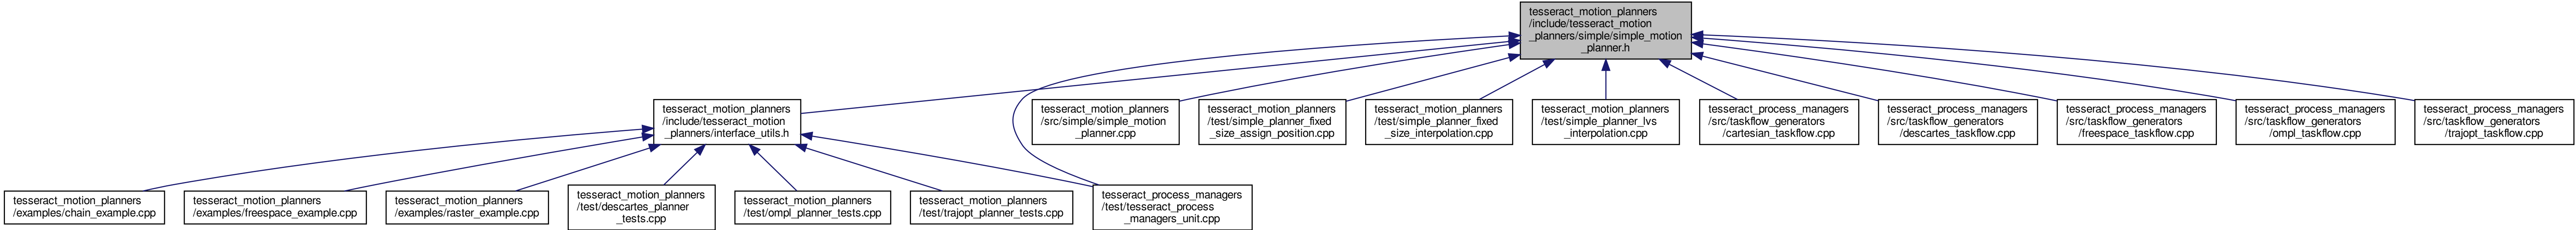 tesseract_motion_planners
/include/tesseract_motion
_planners/simple/simple_motion
_planner.h
tesseract_motion_planners
/include/tesseract_motion
_planners/interface_utils.h
tesseract_motion_planners
/src/simple/simple_motion
_planner.cpp
tesseract_motion_planners
/test/simple_planner_fixed
_size_assign_position.cpp
tesseract_motion_planners
/test/simple_planner_fixed
_size_interpolation.cpp
tesseract_motion_planners
/test/simple_planner_lvs
_interpolation.cpp
tesseract_process_managers
/src/taskflow_generators
/cartesian_taskflow.cpp
tesseract_process_managers
/src/taskflow_generators
/descartes_taskflow.cpp
tesseract_process_managers
/src/taskflow_generators
/freespace_taskflow.cpp
tesseract_process_managers
/src/taskflow_generators
/ompl_taskflow.cpp
tesseract_process_managers
/src/taskflow_generators
/trajopt_taskflow.cpp
tesseract_motion_planners
/examples/chain_example.cpp
tesseract_motion_planners
/examples/freespace_example.cpp
tesseract_motion_planners
/examples/raster_example.cpp
tesseract_motion_planners
/test/descartes_planner
_tests.cpp
tesseract_motion_planners
/test/ompl_planner_tests.cpp
tesseract_motion_planners
/test/trajopt_planner_tests.cpp
tesseract_process_managers
/test/tesseract_process
_managers_unit.cpp